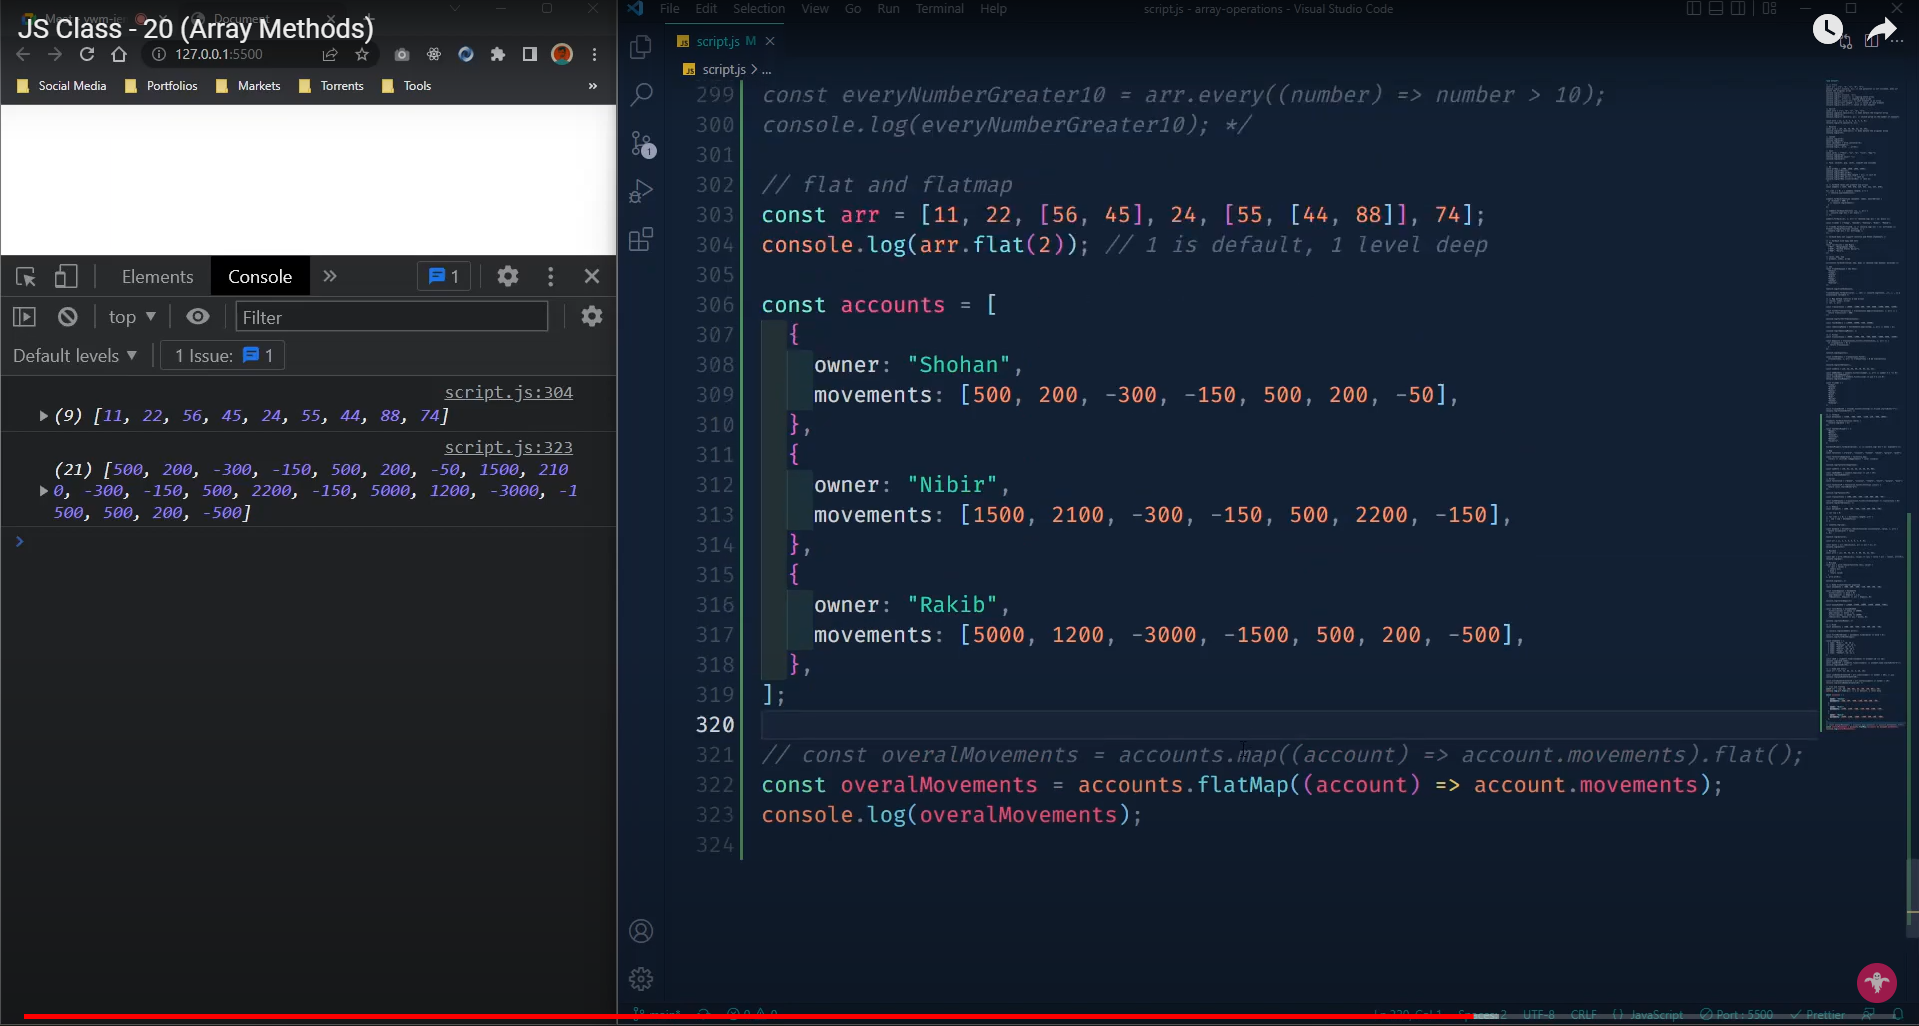 JS Class - 20 (Array Methods)
Document
127.0.0.1:5500
Social Media
Portfolios
Markets
Torrents
Tools
»
Elements
Console
»
1
top
Filter
Default levels
1 Issue:
1
script.js:304
(9) [11, 22, 56, 45, 24, 55, 44, 88, 74]
script.js:323
(21) [500, 200, -300, -150, 500, 200, -50, 1500, 210
0, -300, -150, 500, 2200, -150, 5000, 1200, -3000, -1
500, 500, 200, -500]
File Edit Selection View Go Run Terminal Help
script.js - array-operations - Visual Studio Code
JS script.js M
JS script.js > ...
1
299 const everyNumberGreater10 = arr.every((number) => number > 10);
300 console.log(everyNumberGreater10); */
301
302 // flat and flatmap
303 const arr = [11, 22, [56, 45], 24, [55, [44, 88]], 74];
304 console.log(arr.flat(2)); // 1 is default, 1 level deep
305
306 const accounts = [
307 {
308 owner: "Shohan",
309 movements: [500, 200, -300, -150, 500, 200, -50],
310 },
311 {
312 owner: "Nibir",
313 movements: [1500, 2100, -300, -150, 500, 2200, -150],
314 },
315 {
316 owner: "Rakib",
317 movements: [5000, 1200, -3000, -1500, 500, 200, -500],
318 },
319 ];
320
321 // const overalMovements = accounts.map((account) => account.movements).flat();
322 const overalMovements = accounts.flatMap((account) => account.movements);
323 console.log(overalMovements);
324
UTF-8 CRLF {} JavaScript Port : 5500 Prettier